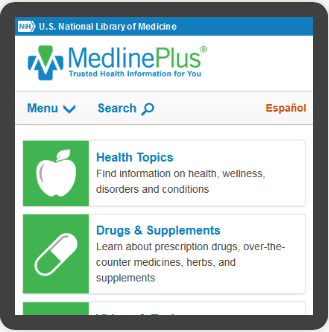 NIH U.S. National Library of Medicine
MedlinePlus®
Trusted Health Information for You
Menu Search Español
Health Topics
Find information on health, wellness,
disorders and conditions
Drugs & Supplements
Learn about prescription drugs, over-the-
counter medicines, herbs, and
supplements